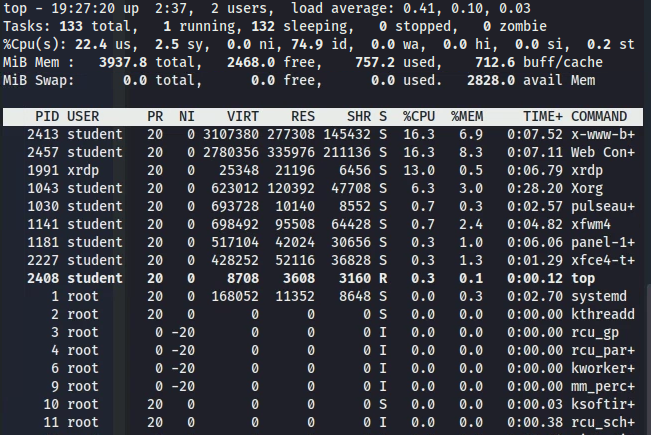 top - 19:27:20 up  2:37,  2 users,  load average: 0.41, 0.10, 0.03
Tasks: 133 total,   1 running, 132 sleeping,   0 stopped,   0 zombie
%Cpu(s): 22.4 us,  2.5 sy,  0.0 ni, 74.9 id,  0.0 wa,  0.0 hi,  0.0 si,  0.2 st
MiB Mem :   3937.8 total,   2468.0 free,    757.2 used,    712.6 buff/cache
MiB Swap:      0.0 total,      0.0 free,      0.0 used.   2828.0 avail Mem
PID USER      PR  NI    VIRT    RES    SHR S  %CPU  %MEM     TIME+ COMMAND
2413 student   20   0 3107380 277308 145432 S  16.3   6.9   0:07.52 x-www-b+
2457 student   20   0 2780356 335976 211136 S  16.3   8.3   0:07.11 Web Con+
1991 xrdp      20   0   25348  21196   6456 S  13.0   0.5   0:06.79 xrdp
1043 student   20   0  623012 120392  47708 S   6.3   3.0   0:28.20 Xorg
1030 student   20   0  693728  10140   8552 S   0.7   0.3   0:02.57 pulseau+
1141 student   20   0  698492  95508  64428 S   0.7   2.4   0:04.82 xfwm4
1181 student   20   0  517104  42024  30656 S   0.3   1.0   0:06.06 panel-1+
2227 student   20   0  428252  52116  36828 S   0.3   1.3   0:01.29 xfce4-t+
2408 student   20   0    8708   3608   3160 R   0.3   0.1   0:00.12 top
1 root      20   0  168052  11352   8648 S   0.0   0.3   0:02.70 systemd
2 root      20   0       0      0      0 S   0.0   0.0   0:00.00 kthreadd
3 root       0 -20       0      0      0 I   0.0   0.0   0:00.00 rcu_gp
4 root       0 -20       0      0      0 I   0.0   0.0   0:00.00 rcu_par+
6 root       0 -20       0      0      0 I   0.0   0.0   0:00.00 kworker+
9 root       0 -20       0      0      0 I   0.0   0.0   0:00.00 mm_perc+
10 root      20   0       0      0      0 S   0.0   0.0   0:00.03 ksoftir+
11 root      20   0       0      0      0 I   0.0   0.0   0:00.38 rcu_sch+